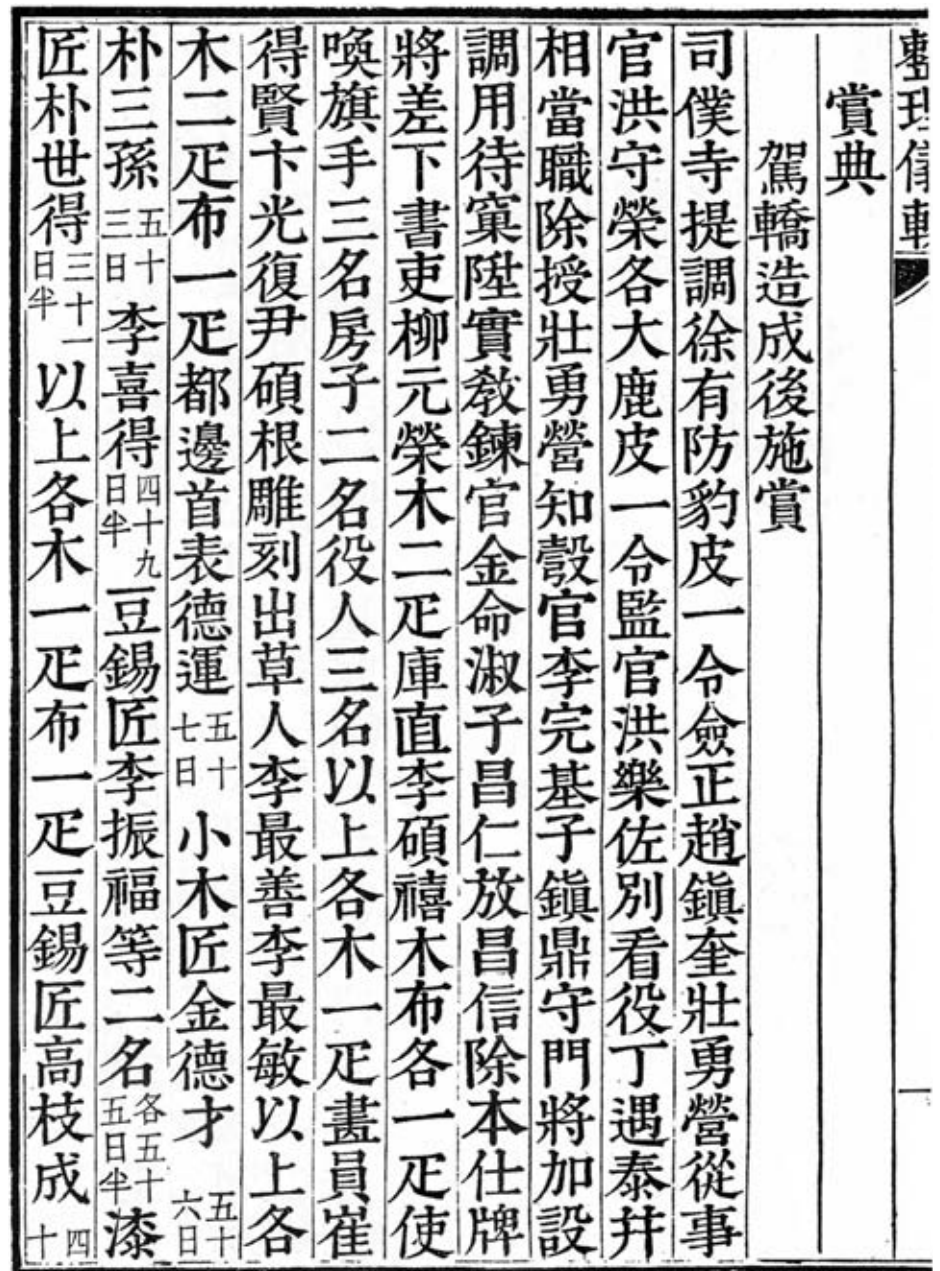 整理儀軌 一
賞典
駕轎造成後施賞
司僕寺提調徐有防豹皮一令僉正趙鎭奎壯勇營從事
官洪守榮各大鹿皮一令監官洪樂佐別看役丁遇泰幷
相當職除授壯勇營知彀官李完基子鎭鼎守門將加設
調用待窠陞實敎鍊官金命淑子昌仁放昌信除本仕牌
將差下書吏柳元榮木二疋庫直李碩禧木布各一疋使
喚旗手三名房子二名役人三名以上各木一疋畵員崔
得賢卞光復尹碩根雕刻出草人李最善李最敏以上各
木二疋布一疋都邊首表德運五十七日小木匠金德才五十六日
朴三孫五十三日李喜得四十九日半豆錫匠李振福等二名各五十五日半漆
匠朴世得三十一日半以上各木一疋布一疋豆錫匠高枝成四十